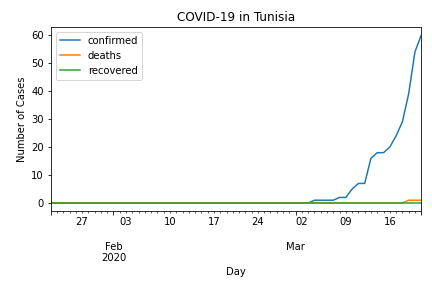 COVID-19 in Tunisia
confirmed
deaths
recovered
Number of Cases
60
50
40
30
20
10
0
27 03 10 17 24 02 09 16
Feb Mar
2020
Day